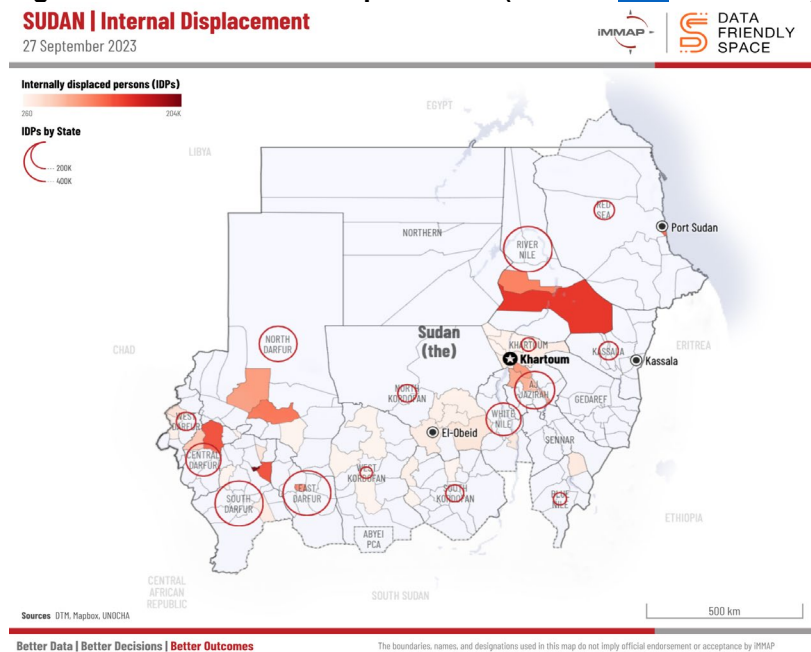 SUDAN | Internal Displacement
27 September 2023
iMMAP
DATA
FRIENDLY
SPACE
Internally displaced persons (IDPs)
260
204K
IDPs by State
200K
400K
EGYPT
LIBYA
CHAD
ERITREA
ETHIOPIA
SOUTH SUDAN
CENTRAL
AFRICAN
REPUBLIC
NORTHERN
RED
SEA
Port Sudan
RIVER
NILE
Sudan
(the)
NORTH
DARFUR
KHARTOUM
Khartoum
KASSALA
Kassala
NORTH
KORDOFAN
AJ
JAZIRAH
GEDAREF
WEST
DARFUR
WHITE
NILE
El-Obeid
SENNAR
CENTRAL
DARFUR
WEST
KORDOFAN
EAST
DARFUR
SOUTH
DARFUR
SOUTH
KORDOFAN
BLUE
NILE
ABYEI
PCA
Sources DTM, Mapbox, UNOCHA
500 km
Better Data | Better Decisions | Better Outcomes
The boundaries, names, and designations used in this map do not imply official endorsement or acceptance by iMMAP